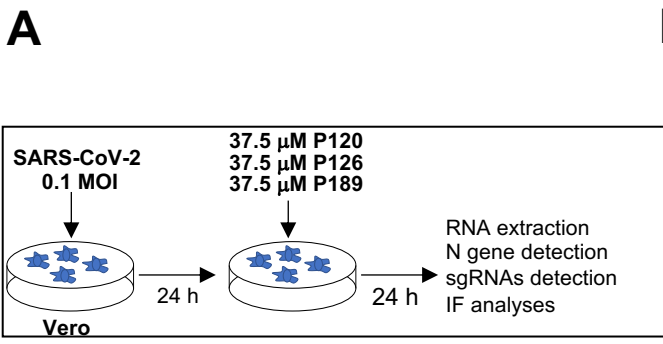 A
SARS-CoV-2
0.1 MOI
37.5 μM P120
37.5 μM P126
37.5 μM P189
24 h
24 h
RNA extraction
N gene detection
sgRNAs detection
IF analyses
Vero